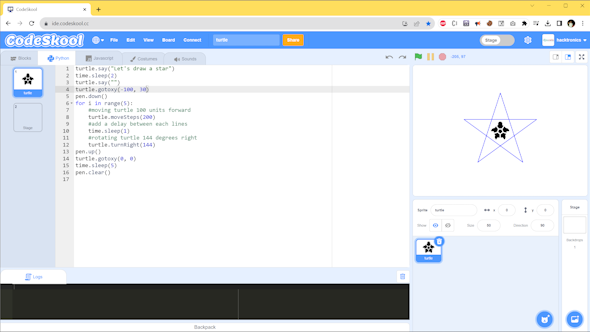 CodeSkool
ide.codeskool.cc
CodeSkool
File
Edit
View
Board
Connect
turtle
Share
Stage
hacktronics
Blocks
Python
Javascript
Costumes
Sounds
turtle
Stage
1 turtle.say("Let's draw a star")
2 time.sleep(2)
3 turtle.say("")
4 turtle.gotoxy(-100, 30)
5 pen.down()
6 for i in range(5):
7 #moving turtle 100 units forward
8 turtle.moveSteps(200)
9 #add a delay between each lines
10 time.sleep(1)
11 #rotating turtle 144 degrees right
12 turtle.turnRight(144)
13 pen.up()
14 turtle.gotoxy(0, 0)
15 time.sleep(5)
16 pen.clear()
17
Sprite
turtle
x
0
y
0
Show
Size
50
Direction
90
Stage
Backdrops
turtle
Logs
Backpack